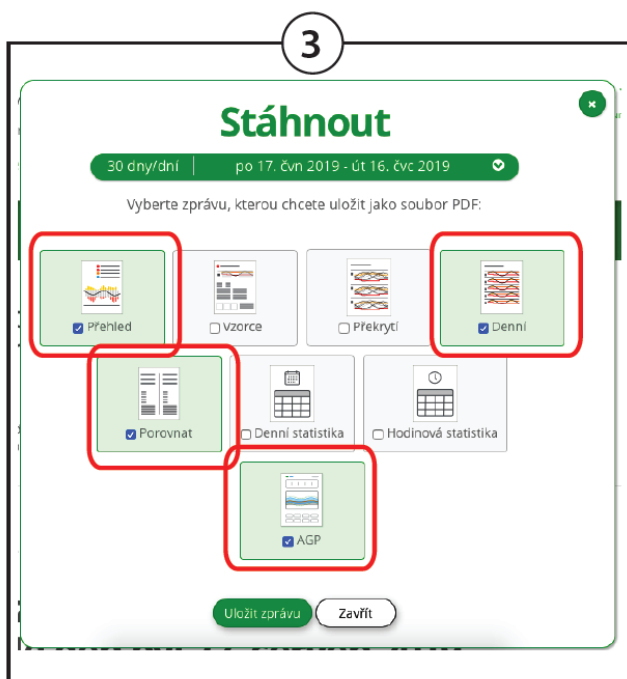 3
Stáhnout
30 dny/dní po 17. čvn 2019 - út 16. čvc 2019
Vyberte zprávu, kterou chcete uložit jako soubor PDF:
Přehled Vzorce Překrytí Denní
Porovnat Denní statistika Hodinová statistika
AGP
Uložit zprávu Zavřít